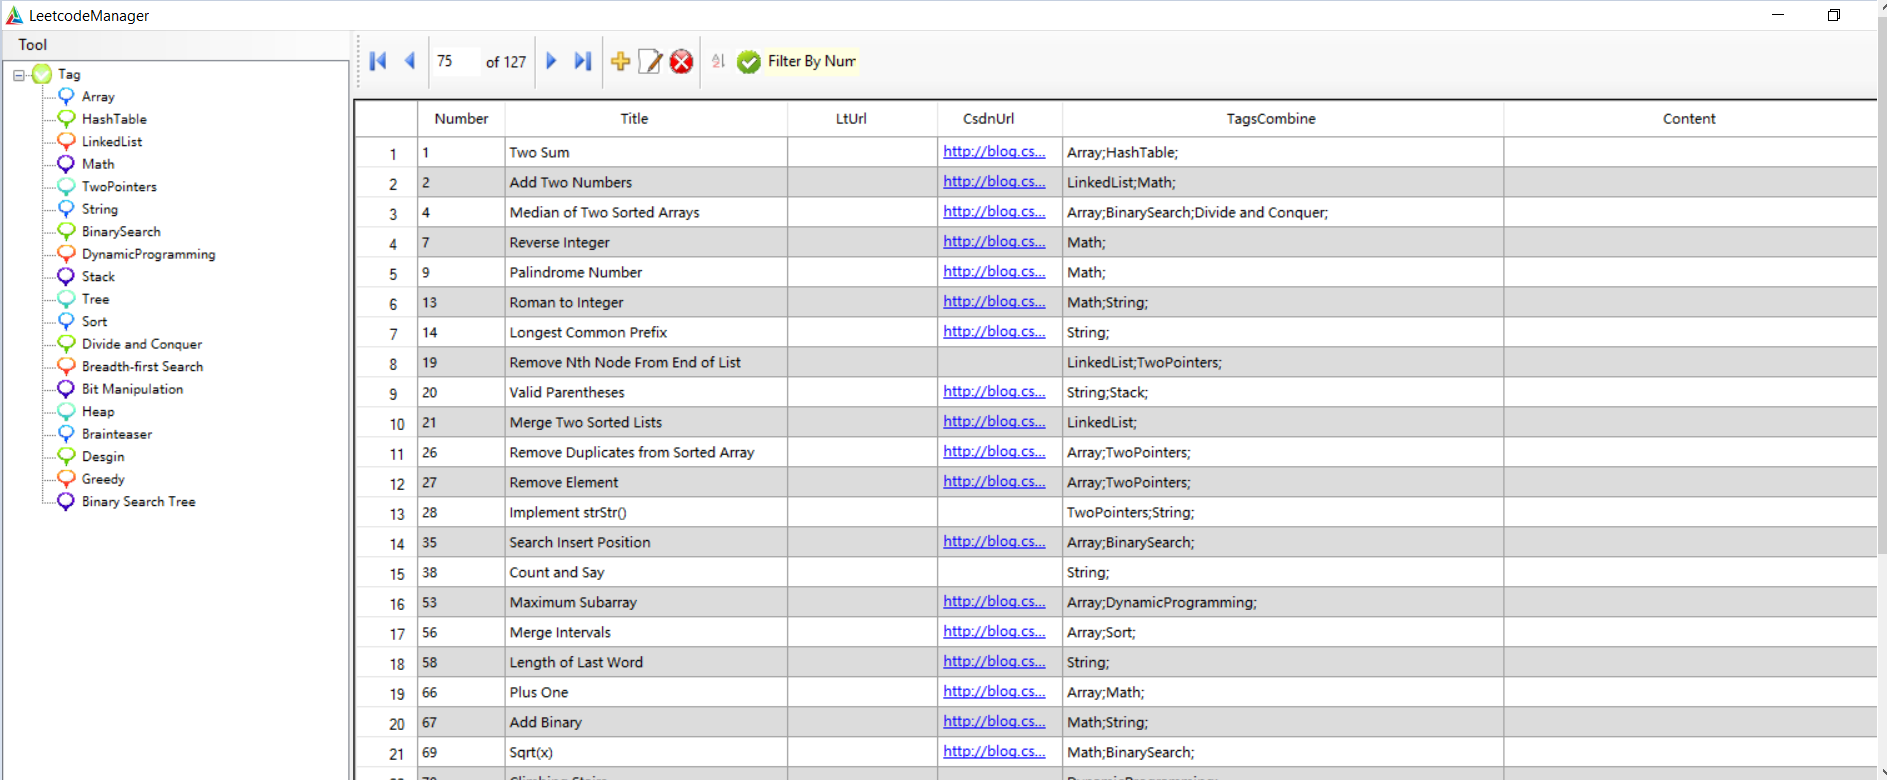 LeetcodeManager
Tool
Tag
Array
HashTable
LinkedList
Math
TwoPointers
String
BinarySearch
DynamicProgramming
Stack
Tree
Sort
Divide and Conquer
Breadth-first Search
Bit Manipulation
Heap
Brainteaser
Desgin
Greedy
Binary Search Tree
75 of 127 Filter By Num
Number Title LtUrl CsdnUrl TagsCombine Content
1 1 Two Sum http://blog.cs... Array;HashTable;
2 2 Add Two Numbers http://blog.cs... LinkedList;Math;
3 4 Median of Two Sorted Arrays http://blog.cs... Array;BinarySearch;Divide and Conquer;
4 7 Reverse Integer http://blog.cs... Math;
5 9 Palindrome Number http://blog.cs... Math;
6 13 Roman to Integer http://blog.cs... Math;String;
7 14 Longest Common Prefix http://blog.cs... String;
8 19 Remove Nth Node From End of List LinkedList;TwoPointers;
9 20 Valid Parentheses http://blog.cs... String;Stack;
10 21 Merge Two Sorted Lists http://blog.cs... LinkedList;
11 26 Remove Duplicates from Sorted Array http://blog.cs... Array;TwoPointers;
12 27 Remove Element http://blog.cs... Array;TwoPointers;
13 28 Implement strStr() TwoPointers;String;
14 35 Search Insert Position http://blog.cs... Array;BinarySearch;
15 38 Count and Say String;
16 53 Maximum Subarray http://blog.cs... Array;DynamicProgramming;
17 56 Merge Intervals http://blog.cs... Array;Sort;
18 58 Length of Last Word http://blog.cs... String;
19 66 Plus One http://blog.cs... Array;Math;
20 67 Add Binary http://blog.cs... Math;String;
21 69 Sqrt(x) http://blog.cs... Math;BinarySearch;